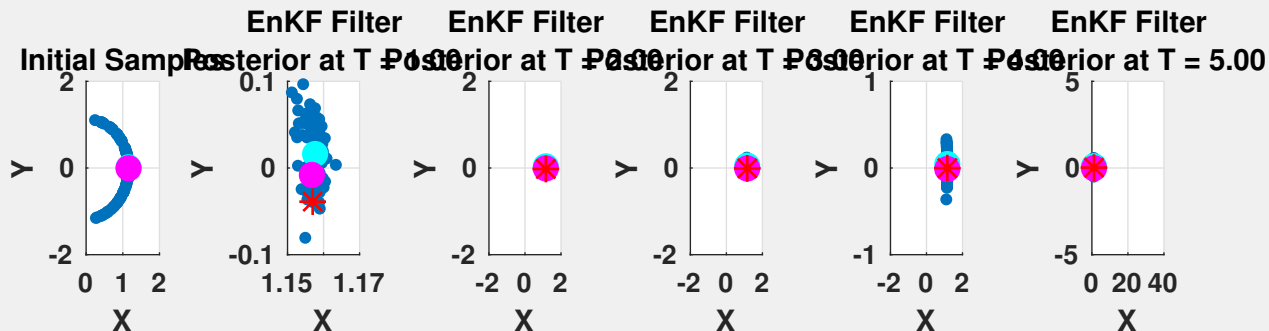 EnKF Filter
EnKF Filter
EnKF Filter
EnKF Filter
EnKF Filter
Initial Samples
Posterior at T = 1.00
Posterior at T = 2.00
Posterior at T = 3.00
Posterior at T = 4.00
Posterior at T = 5.00
2
0
-2
Y
0 1 2
X
0.1
0
-0.1
Y
1.15 1.17
X
2
0
-2
Y
-2 0 2
X
2
0
-2
Y
-2 0 2
X
1
0
-1
Y
-2 0 2
X
5
0
-5
Y
0 20 40
X